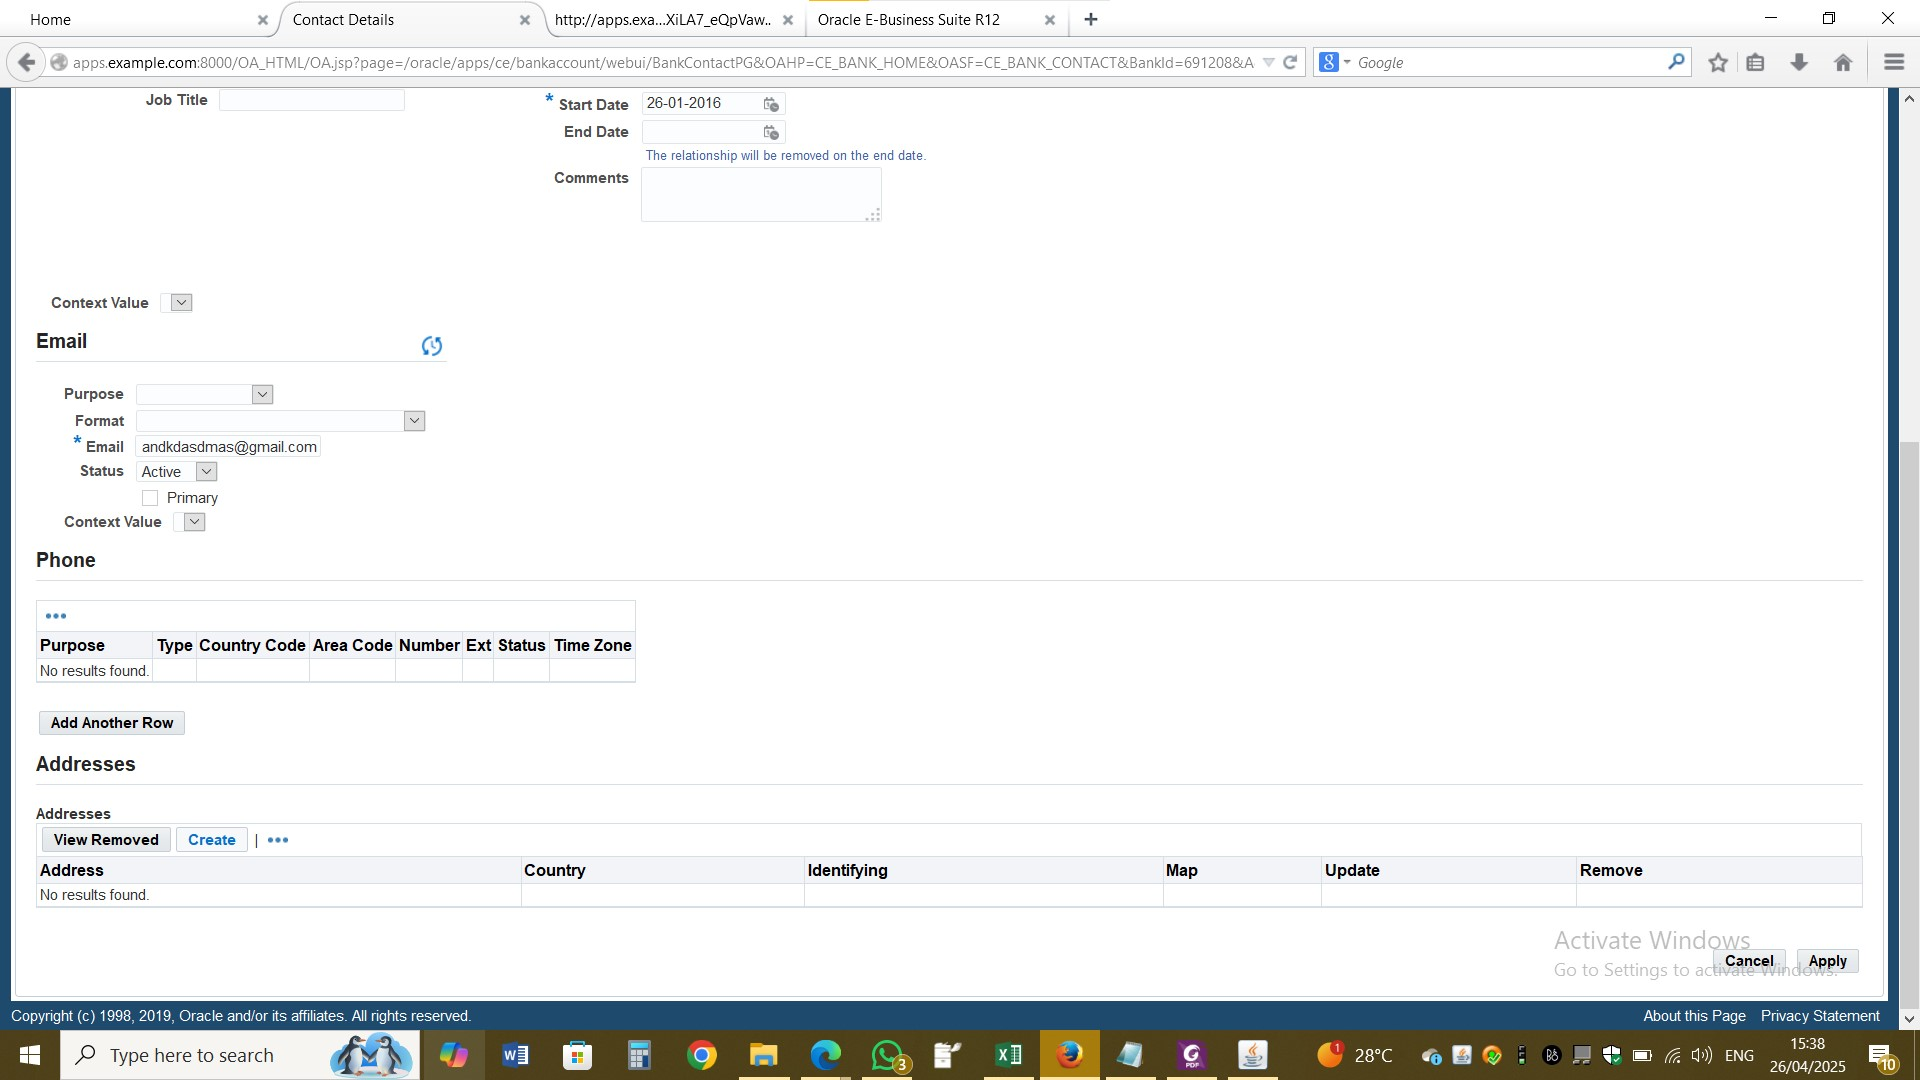 Home
Contact Details
http://apps.exa...XiLA7_eQpVaw..
Oracle E-Business Suite R12
apps.example.com:8000/OA_HTML/OA.jsp?page=/oracle/apps/ce/bankaccount/webui/BankContactPG&OAHP=CE_BANK_HOME&OASF=CE_BANK_CONTACT&BankId=691208&A
Google
Job Title
* Start Date 26-01-2016
End Date
The relationship will be removed on the end date.
Comments
Context Value
Email
Purpose
Format
* Email andkdasdmas@gmail.com
Status Active
Primary
Context Value
Phone
Purpose Type Country Code Area Code Number Ext Status Time Zone
No results found.
Add Another Row
Addresses
Addresses
View Removed Create |
Address Country Identifying Map Update Remove
No results found.
Activate Windows
Go to Settings to activate Windows.
Cancel Apply
Copyright (c) 1998, 2019, Oracle and/or its affiliates. All rights reserved.
About this Page Privacy Statement
Type here to search
3
1
28°C
ENG
15:38
26/04/2025
10